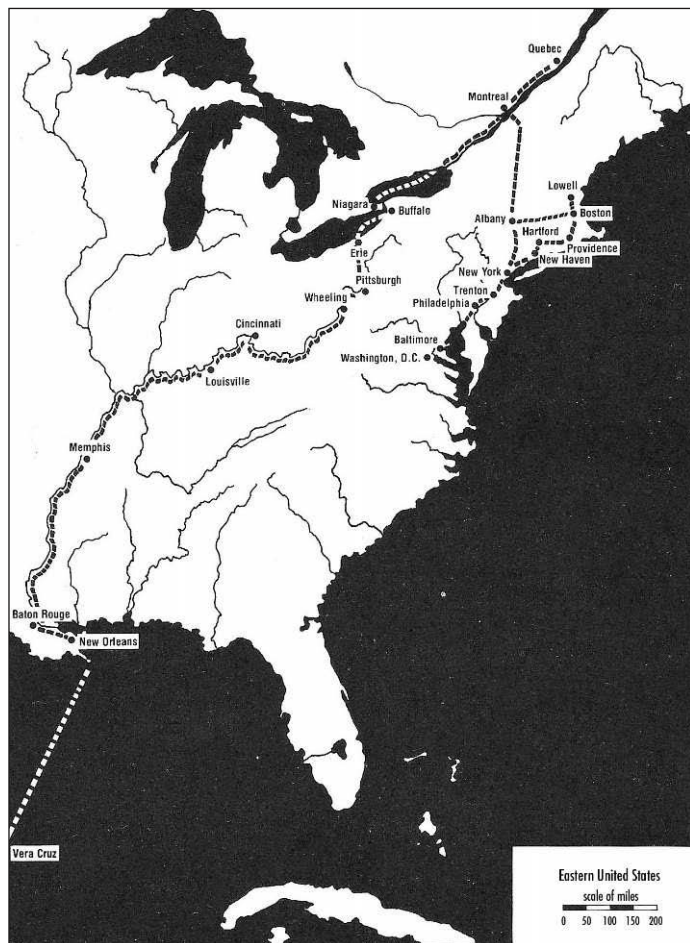 Quebec
Montreal
Lowell
Niagara
Buffalo
Albany
Boston
Hartford
Erie
Providence
New Haven
New York
Pittsburgh
Trenton
Wheeling
Philadelphia
Cincinnati
Baltimore
Washington, D.C.
Louisville
Memphis
Baton Rouge
New Orleans
Vera Cruz
Eastern United States
scale of miles
0 50 100 150 200